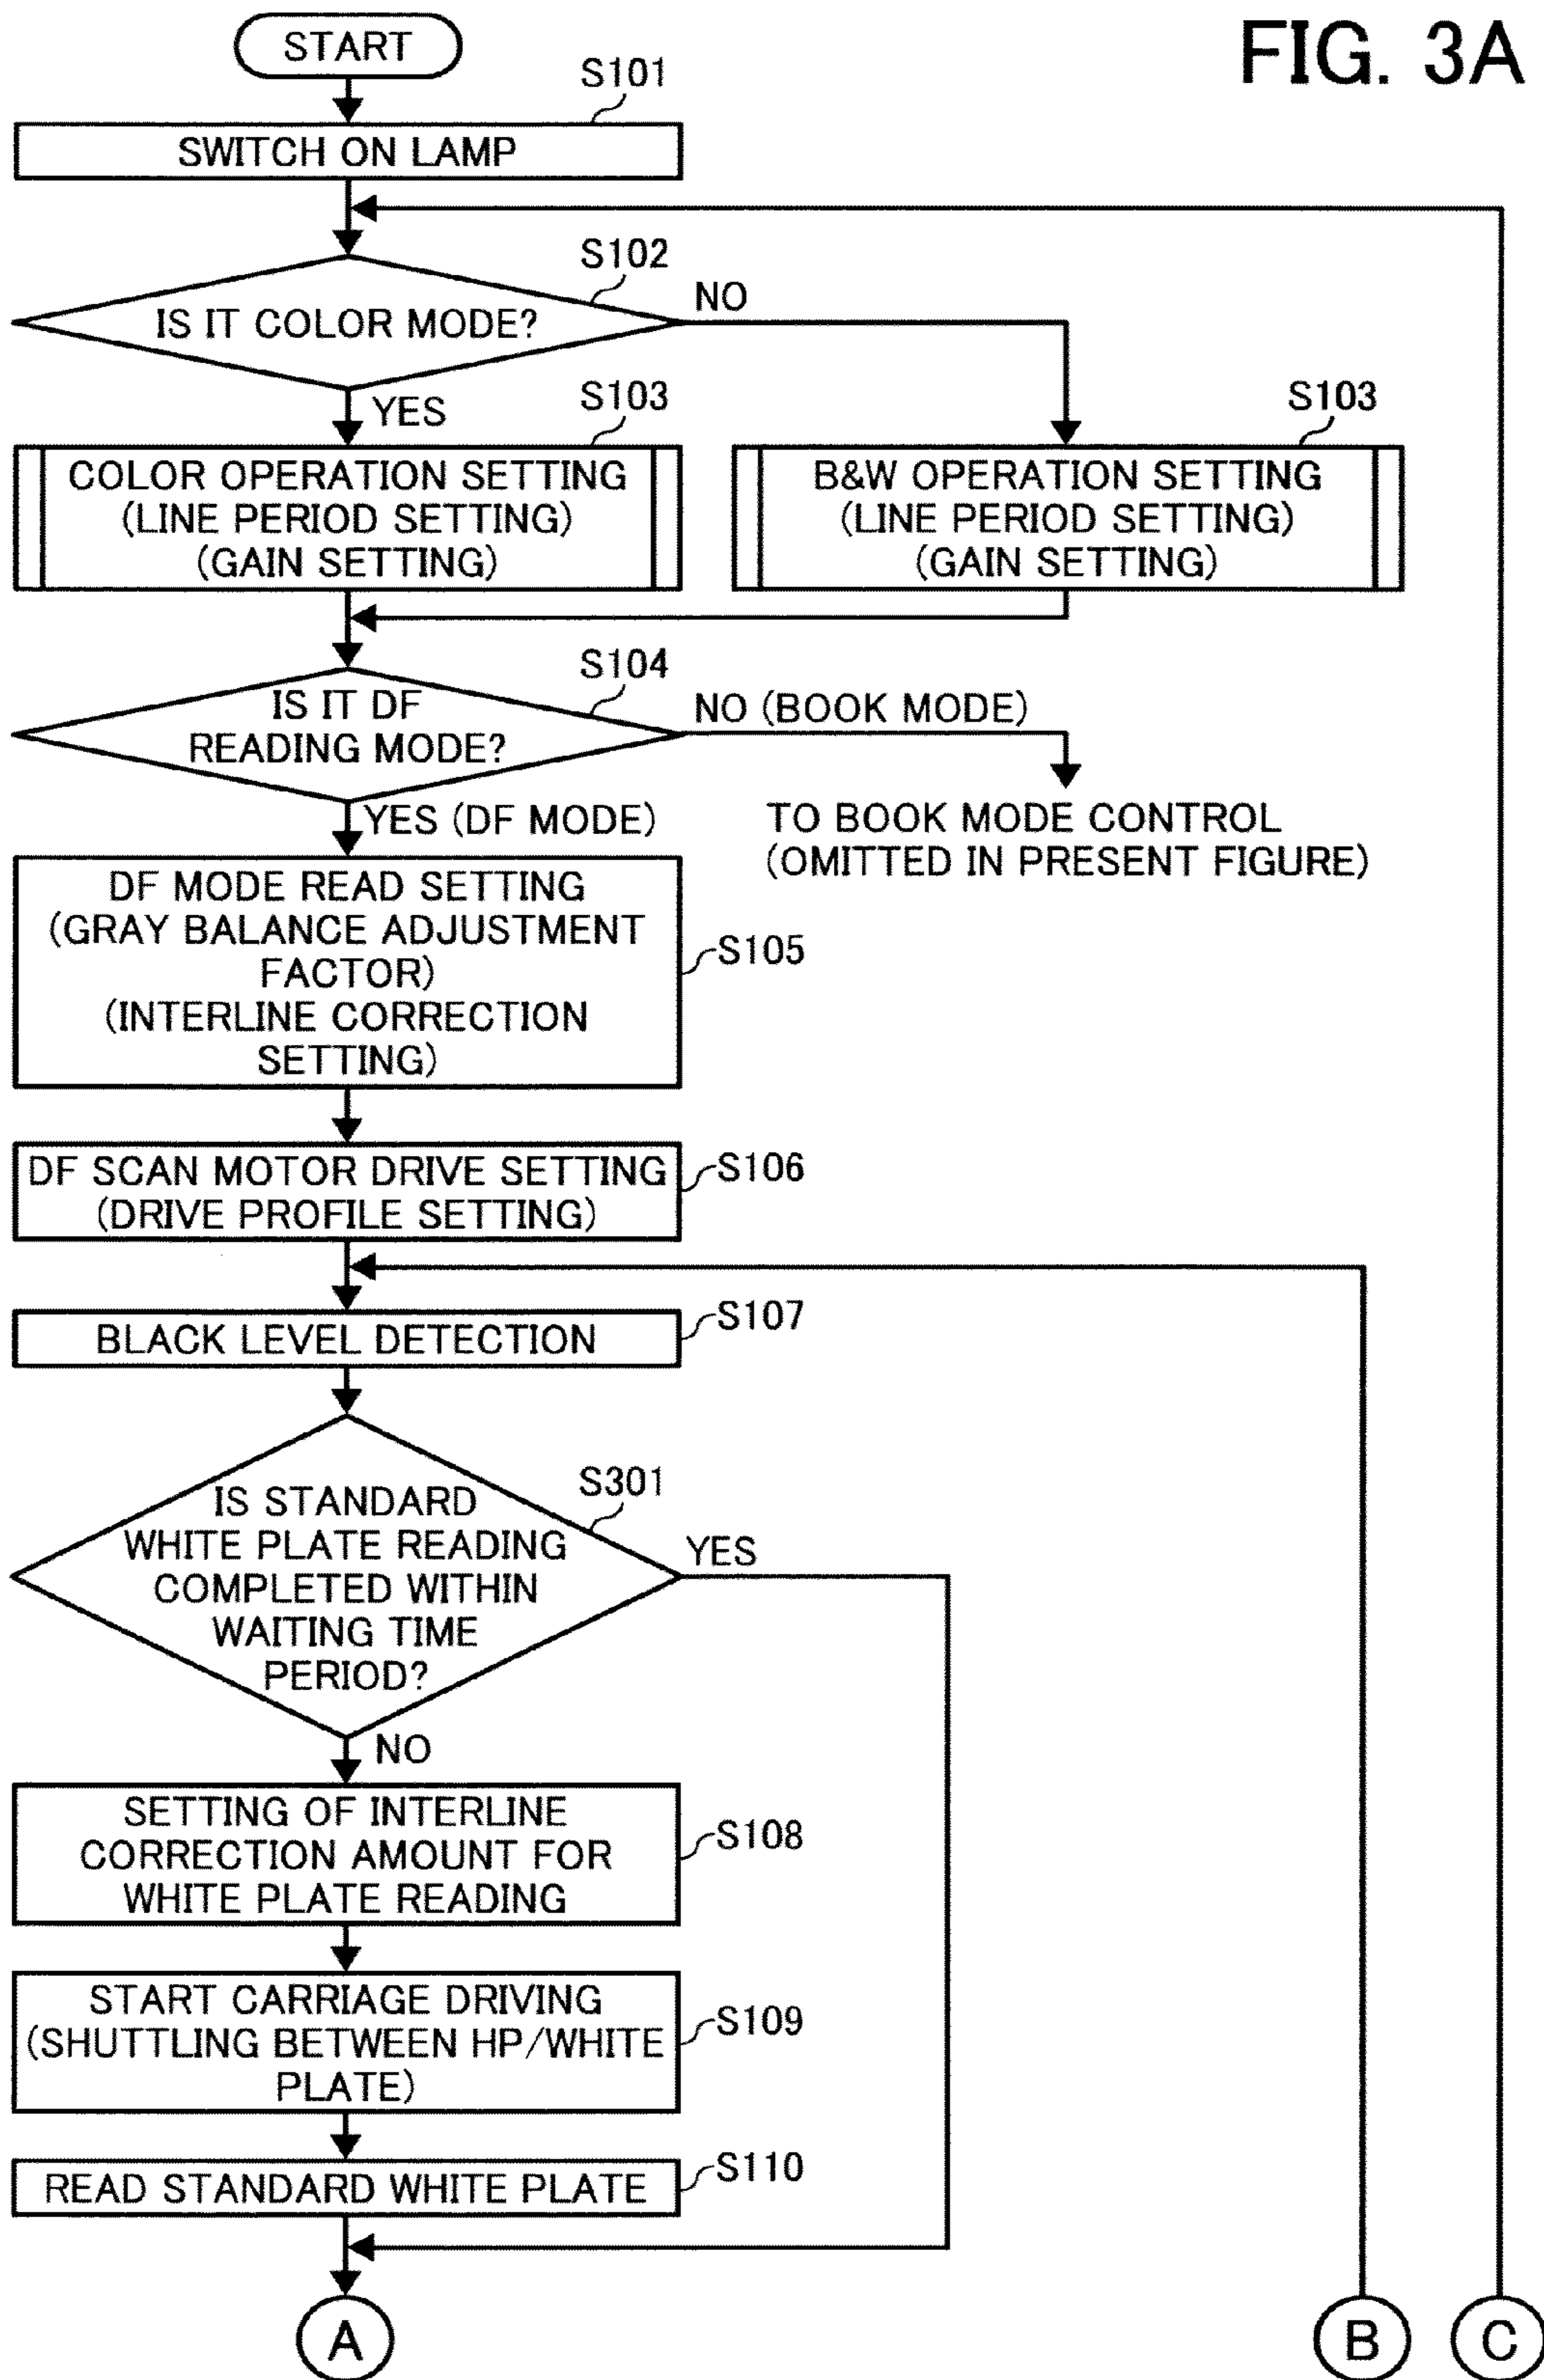 FIG. 3A
START
S101
SWITCH ON LAMP
S102
IS IT COLOR MODE?
NO
YES
S103
COLOR OPERATION SETTING
(LINE PERIOD SETTING)
(GAIN SETTING)
S103
B&W OPERATION SETTING
(LINE PERIOD SETTING)
(GAIN SETTING)
S104
IS IT DF
READING MODE?
NO (BOOK MODE)
YES (DF MODE)
TO BOOK MODE CONTROL
(OMITTED IN PRESENT FIGURE)
DF MODE READ SETTING
(GRAY BALANCE ADJUSTMENT
FACTOR)
(INTERLINE CORRECTION
SETTING)
S105
DF SCAN MOTOR DRIVE SETTING
(DRIVE PROFILE SETTING)
S106
BLACK LEVEL DETECTION
S107
S301
IS STANDARD
WHITE PLATE READING
COMPLETED WITHIN
WAITING TIME
PERIOD?
YES
NO
SETTING OF INTERLINE
CORRECTION AMOUNT FOR
WHITE PLATE READING
S108
START CARRIAGE DRIVING
(SHUTTLING BETWEEN HP/WHITE
PLATE)
S109
READ STANDARD WHITE PLATE
S110
A
B
C